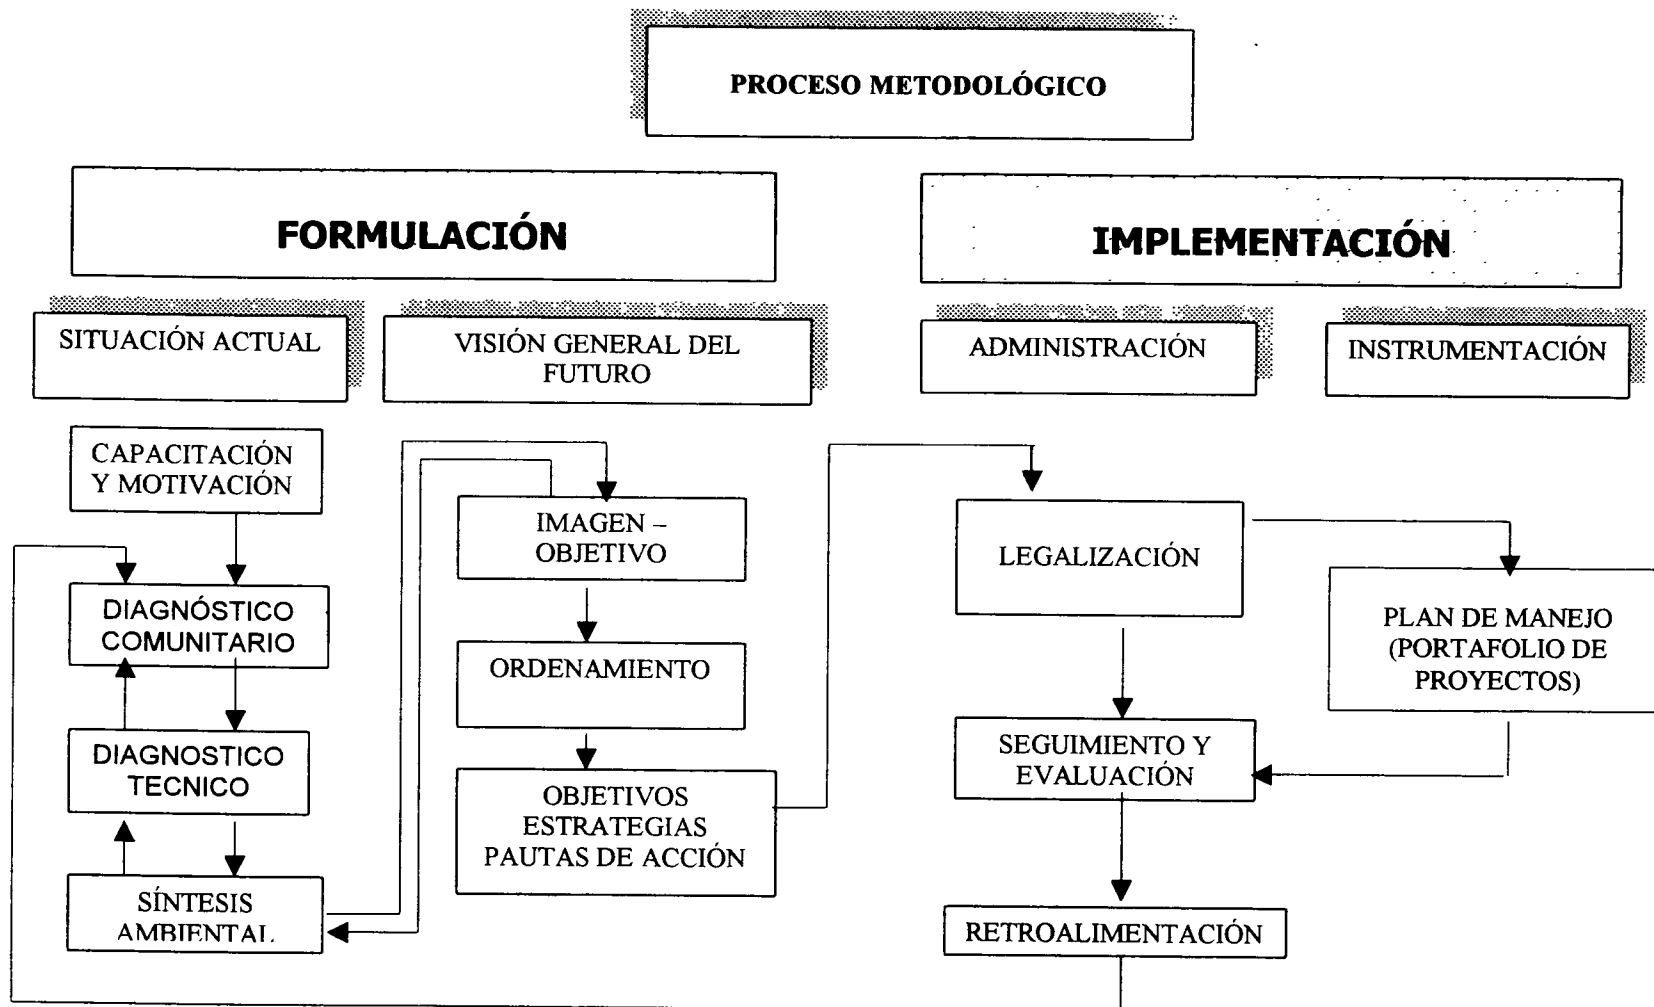 PROCESO METODOLÓGICO
FORMULACIÓN
IMPLEMENTACIÓN
SITUACIÓN ACTUAL
VISIÓN GENERAL DEL
FUTURO
ADMINISTRACIÓN
INSTRUMENTACIÓN
CAPACITACIÓN
Y MOTIVACIÓN
DIAGNÓSTICO
COMUNITARIO
DIAGNOSTICO
TECNICO
SÍNTESIS
AMBIENTAL
IMAGEN –
OBJETIVO
ORDENAMIENTO
OBJETIVOS
ESTRATEGIAS
PAUTAS DE ACCIÓN
LEGALIZACIÓN
SEGUIMIENTO Y
EVALUACIÓN
RETROALIMENTACIÓN
PLAN DE MANEJO
(PORTAFOLIO DE
PROYECTOS)